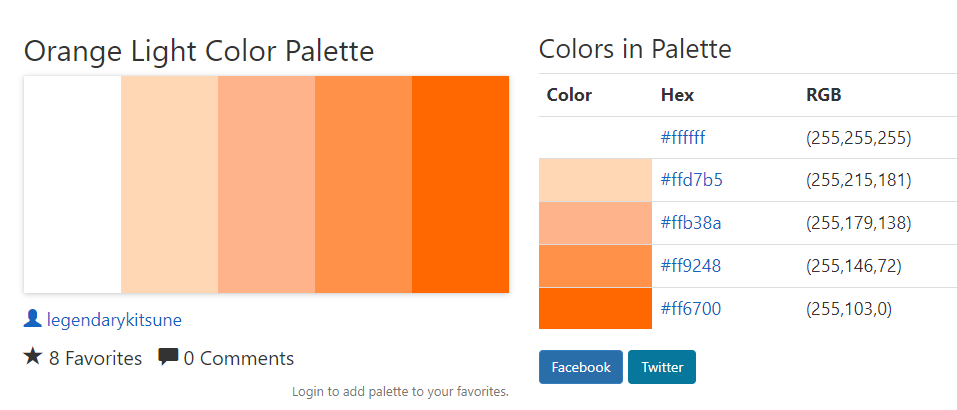 Orange Light Color Palette
legendarykitsune
8 Favorites 0 Comments
Login to add palette to your favorites.
Colors in Palette
Color Hex RGB
#ffffff (255,255,255)
#ffd7b5 (255,215,181)
#ffb38a (255,179,138)
#ff9248 (255,146,72)
#ff6700 (255,103,0)
Facebook Twitter